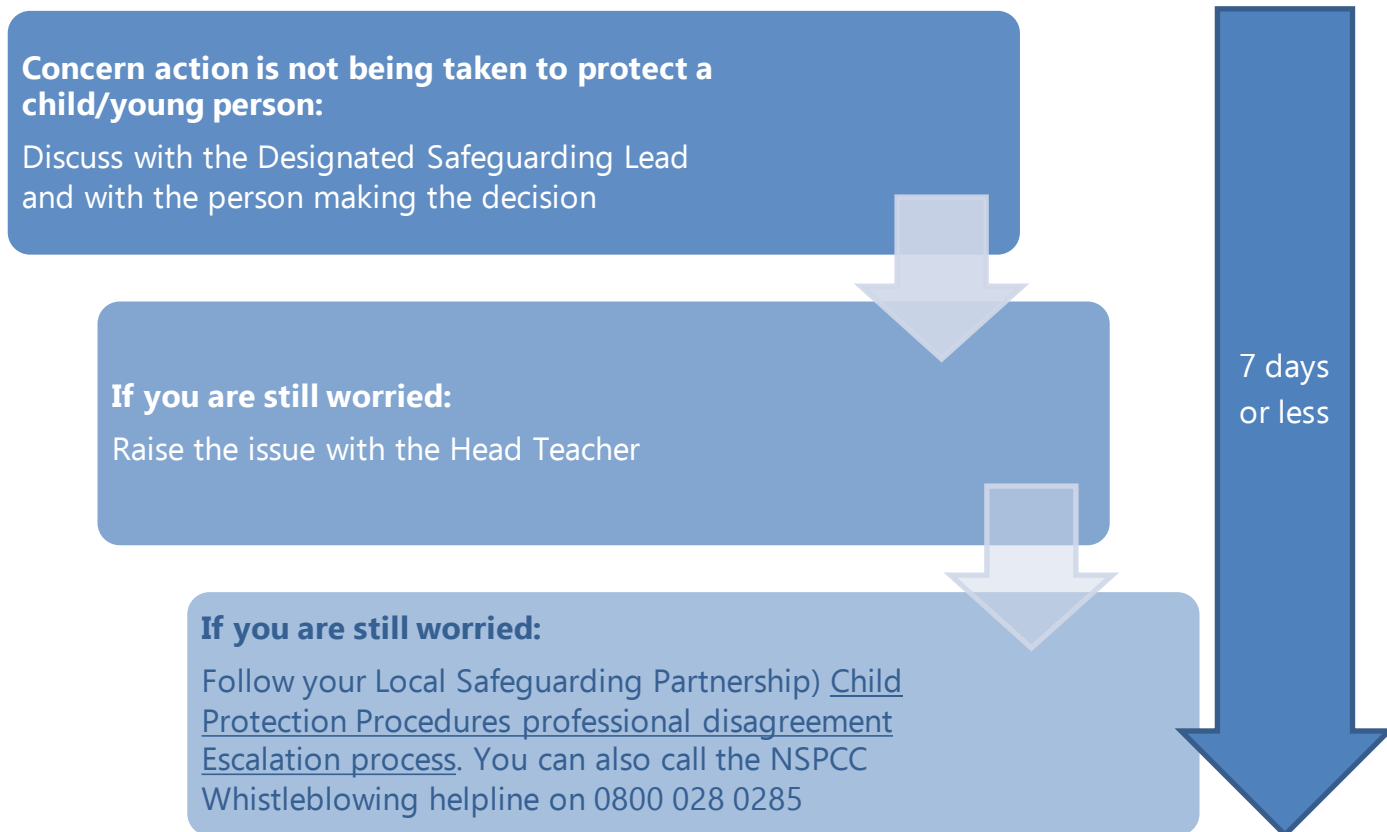 Concern action is not being taken to protect a
child/young person:
Discuss with the Designated Safeguarding Lead
and with the person making the decision
If you are still worried:
Raise the issue with the Head Teacher
If you are still worried:
Follow your Local Safeguarding Partnership) Child
Protection Procedures professional disagreement
Escalation process. You can also call the NSPCC
Whistleblowing helpline on 0800 028 0285
7 days
or less